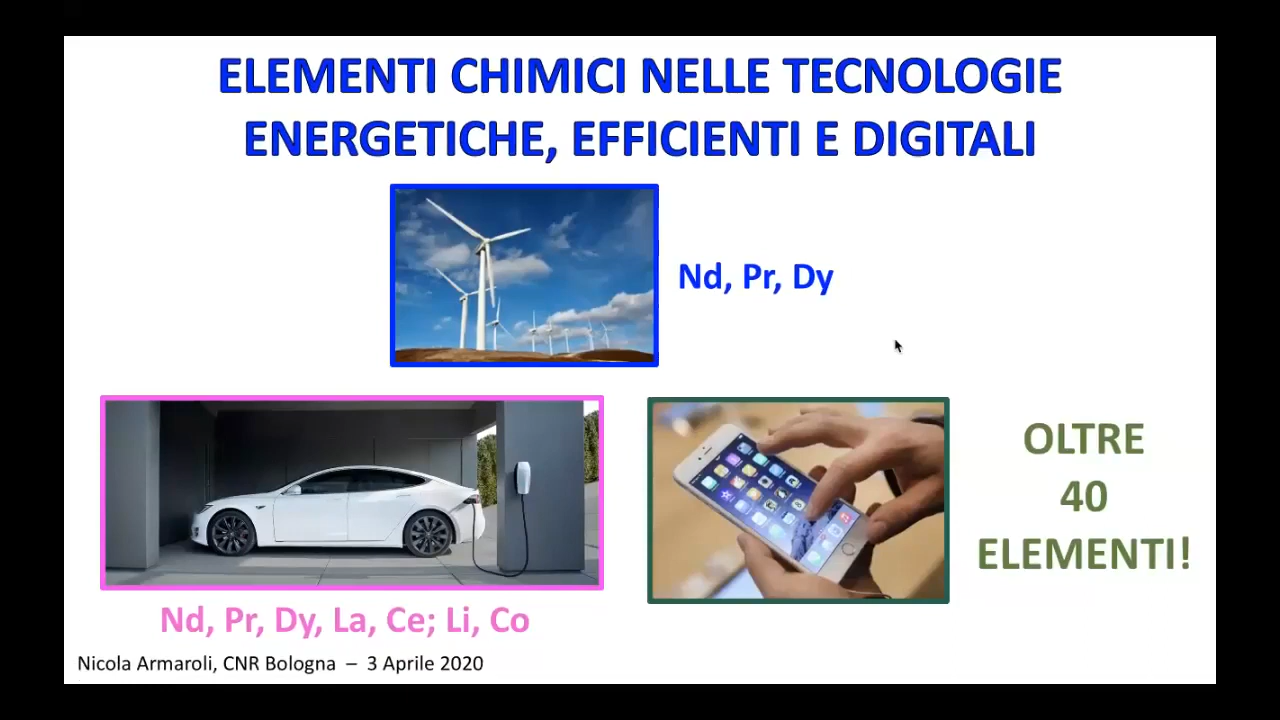 ELEMENTI CHIMICI NELLE TECNOLOGIE
ENERGETICHE, EFFICIENTI E DIGITALI
Nd, Pr, Dy
OLTRE
40
ELEMENTI!
Nd, Pr, Dy, La, Ce; Li, Co
Nicola Armaroli, CNR Bologna – 3 Aprile 2020